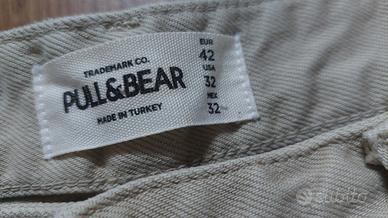 TRADEMARK CO.
PULL&BEAR
MADE IN TURKEY
EUR
42
USA
32
MEX
32
subito